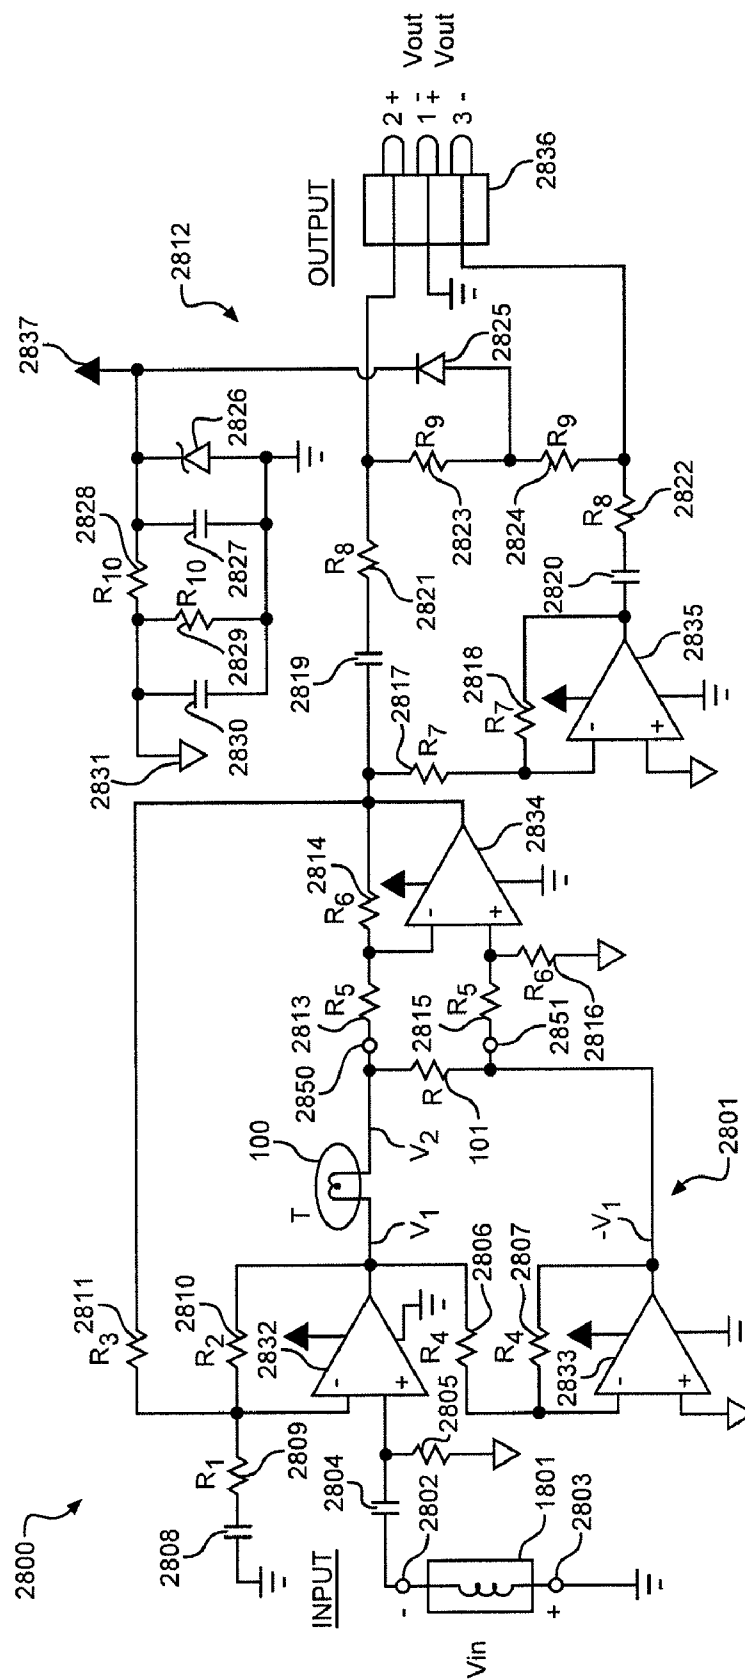 2800
2808
R1
2809
R3
2811
R2
2810
2832
-
+
T
100
V1
V2
2850
2813
R5
R6
2814
2834
-
+
2815
R5
2851
R6
2816
R
101
INPUT
2804
2802
2805
-
1801
Vin
+
2803
R4
2806
R4
2807
2833
-
+
-V1
2801
2831
2830
R10
2829
R10
2828
2827
2826
2837
2812
2819
2817
R7
2818
R7
2835
-
+
R8
2821
R9
2823
2824
R9
2825
2820
R8
2822
OUTPUT
2 +
Vout
1 -
+
Vout
3 -
2836